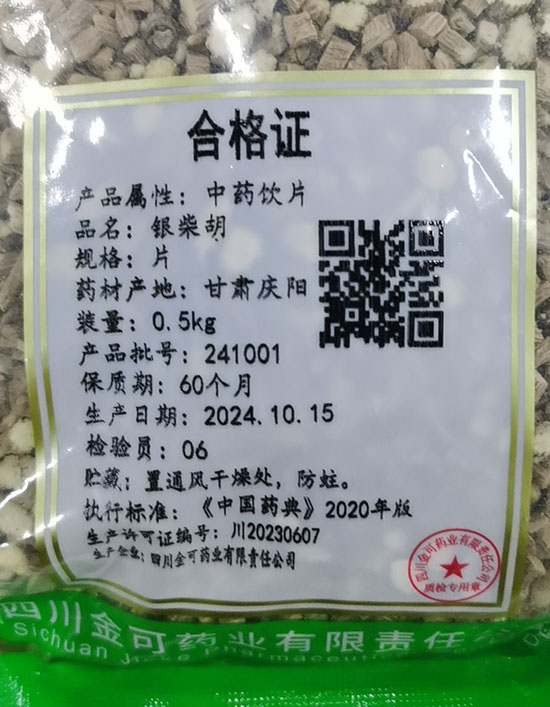 合格证
产品属性：中药饮片
品名：银柴胡
规格：片
药材产地：甘肃庆阳
装量：0.5kg
产品批号：241001
保质期：60个月
生产日期：2024.10.15
检验员：06
贮藏：置通风干燥处，防蛀。
执行标准：《中国药典》2020年版
生产许可证编号：川20230607
生产企业：四川金可药业有限责任公司
四川金可药业有限责任公司
质检专用章
四川金可药业有限责任公
Sichuan